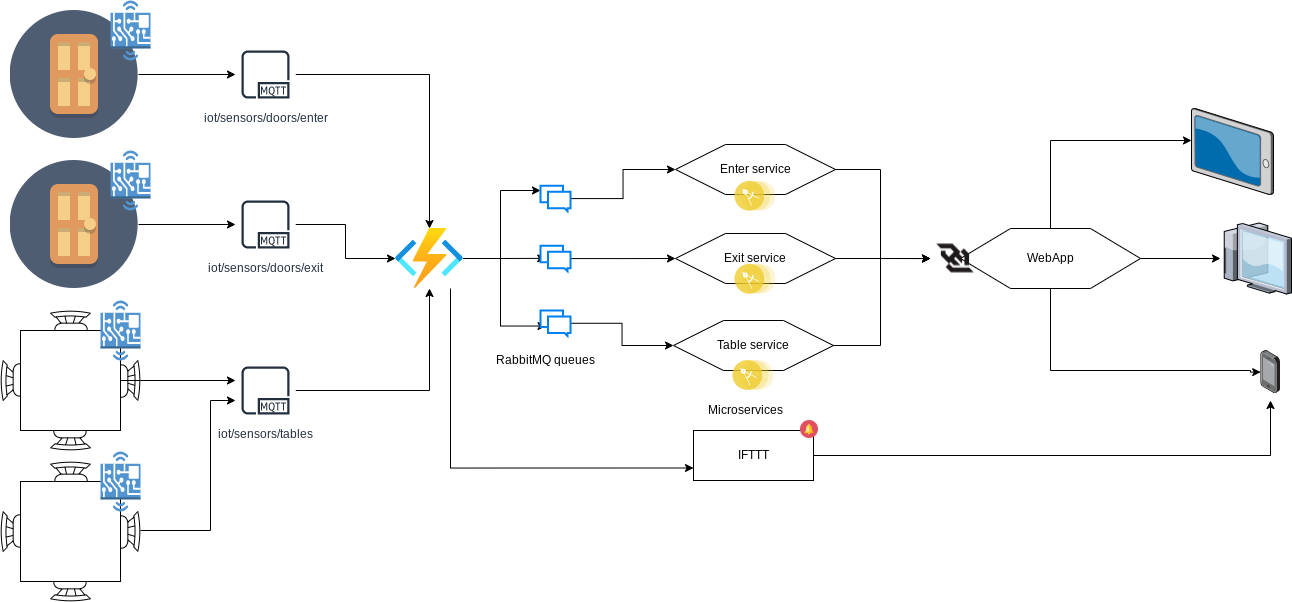 MQTT
iot/sensors/doors/enter
MQTT
iot/sensors/doors/exit
MQTT
iot/sensors/tables
RabbitMQ queues
Enter service
Exit service
Table service
Microservices
IFTTT
WebApp